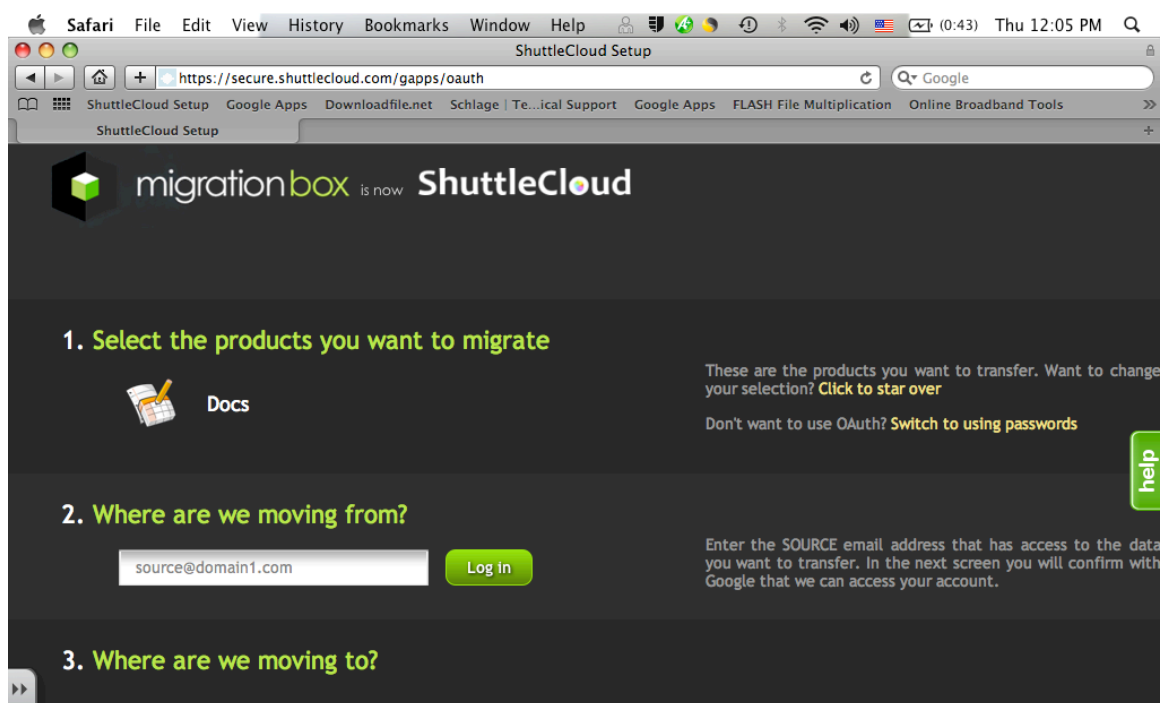 Safari File Edit View History Bookmarks Window Help (0:43) Thu 12:05 PM
ShuttleCloud Setup
https://secure.shuttlecloud.com/gapps/oauth Google
ShuttleCloud Setup Google Apps Downloadfile.net Schlage | Te...ical Support Google Apps FLASH File Multiplication Online Broadband Tools
ShuttleCloud Setup
migrationbox is now ShuttleCloud
1. Select the products you want to migrate
Docs
These are the products you want to transfer. Want to change
your selection? Click to star over
Don't want to use OAuth? Switch to using passwords
help
2. Where are we moving from?
source@domain1.com Log in
Enter the SOURCE email address that has access to the data
you want to transfer. In the next screen you will confirm with
Google that we can access your account.
3. Where are we moving to?